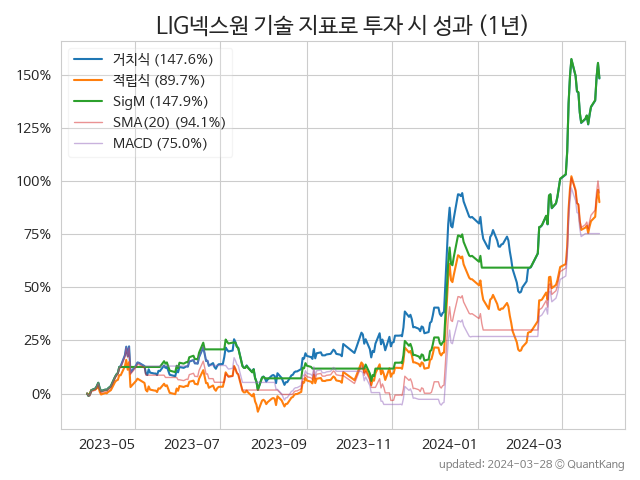 LIG넥스원 기술 지표로 투자 시 성과 (1년)
거치식 (147.6%)
적립식 (89.7%)
SigM (147.9%)
SMA(20) (94.1%)
MACD (75.0%)
150%
125%
100%
75%
50%
25%
0%
2023-05 2023-07 2023-09 2023-11 2024-01 2024-03
updated: 2024-03-28 © QuantKang